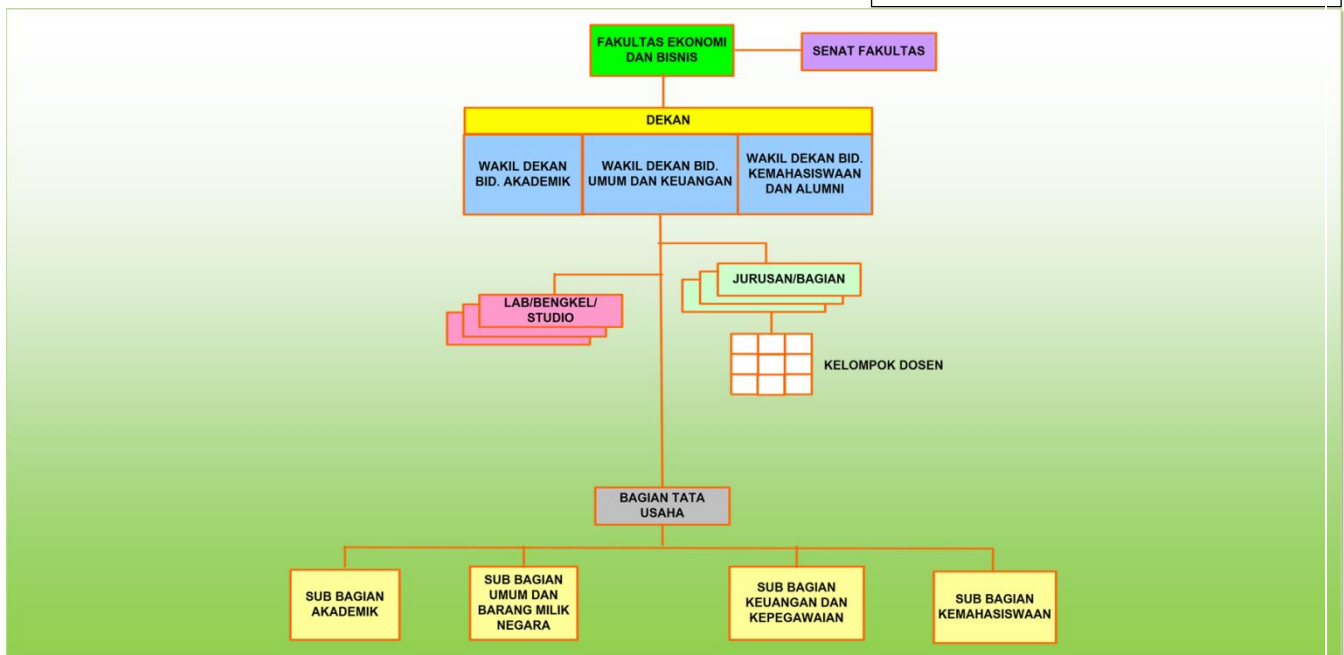 FAKULTAS EKONOMI
DAN BISNIS
SENAT FAKULTAS
DEKAN
WAKIL DEKAN
BID. AKADEMIK
WAKIL DEKAN BID.
UMUM DAN KEUANGAN
WAKIL DEKAN BID.
KEMAHASISWAAN
DAN ALUMNI
JURUSAN/BAGIAN
LAB/BENGKEL/
STUDIO
KELOMPOK DOSEN
BAGIAN TATA
USAHA
SUB BAGIAN
AKADEMIK
SUB BAGIAN
UMUM DAN
BARANG MILIK
NEGARA
SUB BAGIAN
KEUANGAN DAN
KEPEGAWAIAN
SUB BAGIAN
KEMAHASISWAAN